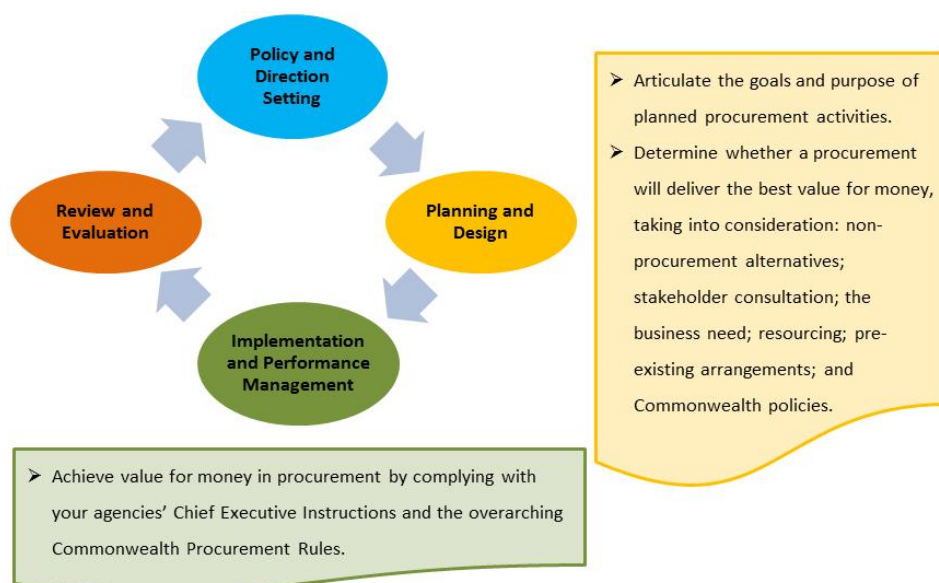 Policy and
Direction
Setting
Review and
Evaluation
Planning and
Design
Implementation
and Performance
Management
➢ Articulate the goals and purpose of
planned procurement activities.
➢ Determine whether a procurement
will deliver the best value for money,
taking into consideration: non-
procurement alternatives;
stakeholder consultation; the
business need; resourcing; pre-
existing arrangements; and
Commonwealth policies.
➢ Achieve value for money in procurement by complying with
your agencies’ Chief Executive Instructions and the overarching
Commonwealth Procurement Rules.